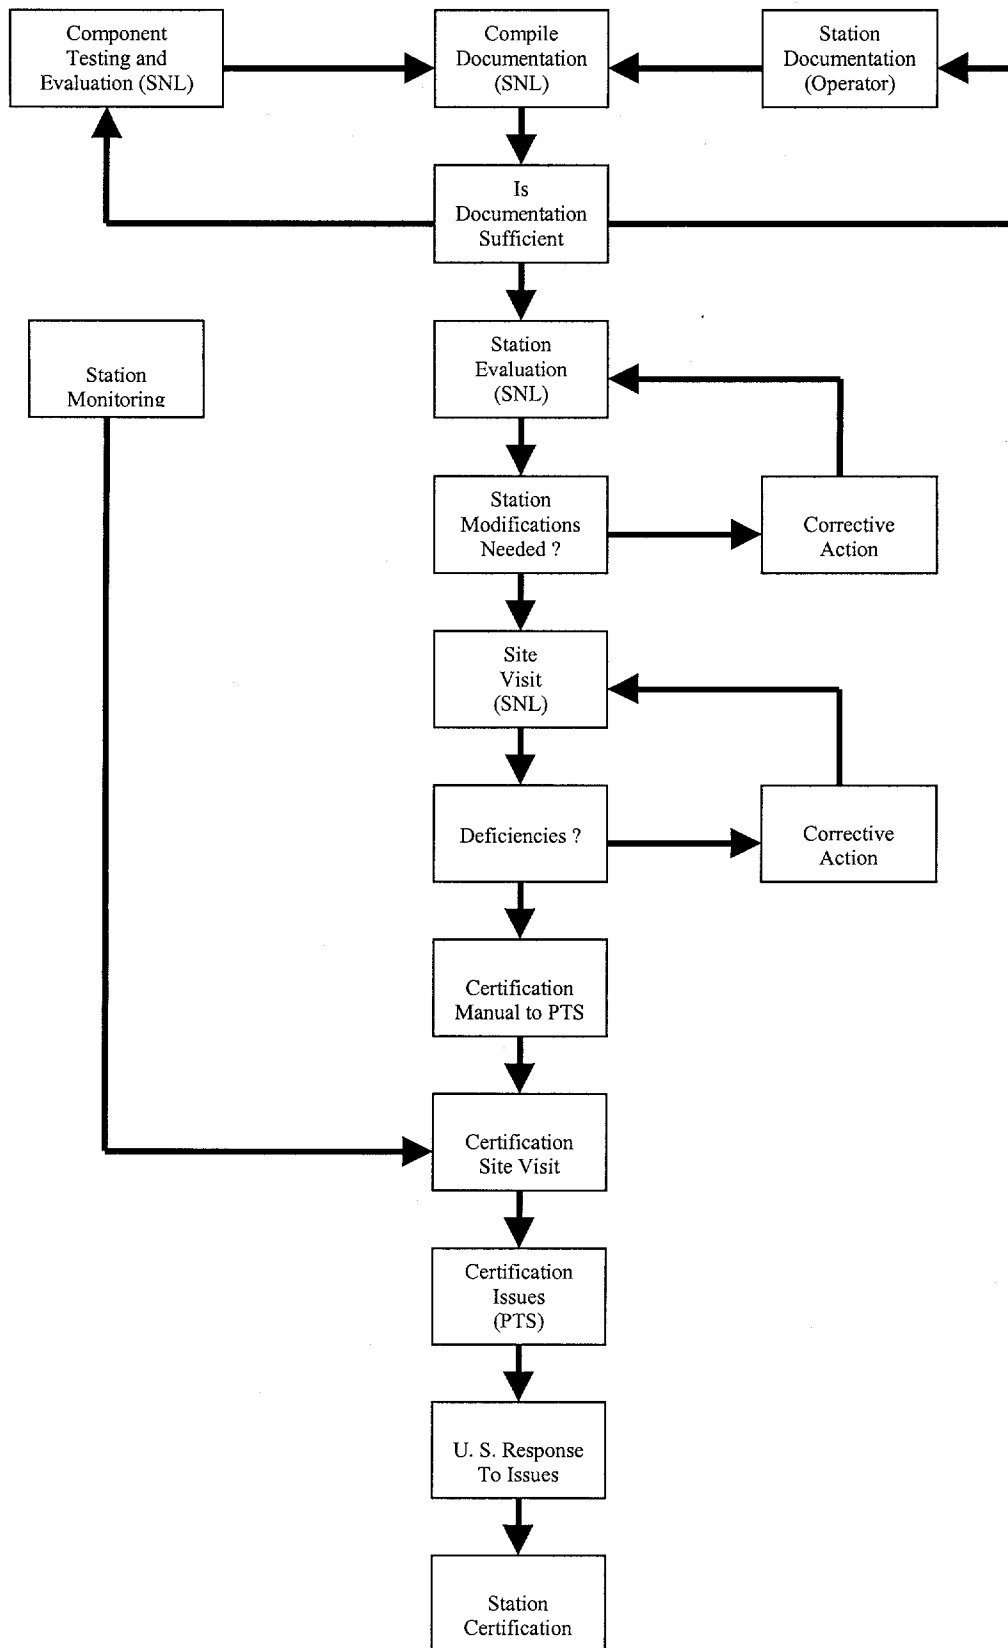 Component
Testing and
Evaluation (SNL)
Compile
Documentation
(SNL)
Station
Documentation
(Operator)
Is
Documentation
Sufficient
Station
Monitoring
Station
Evaluation
(SNL)
Station
Modifications
Needed ?
Corrective
Action
Site
Visit
(SNL)
Deficiencies ?
Corrective
Action
Certification
Manual to PTS
Certification
Site Visit
Certification
Issues
(PTS)
U. S. Response
To Issues
Station
Certification